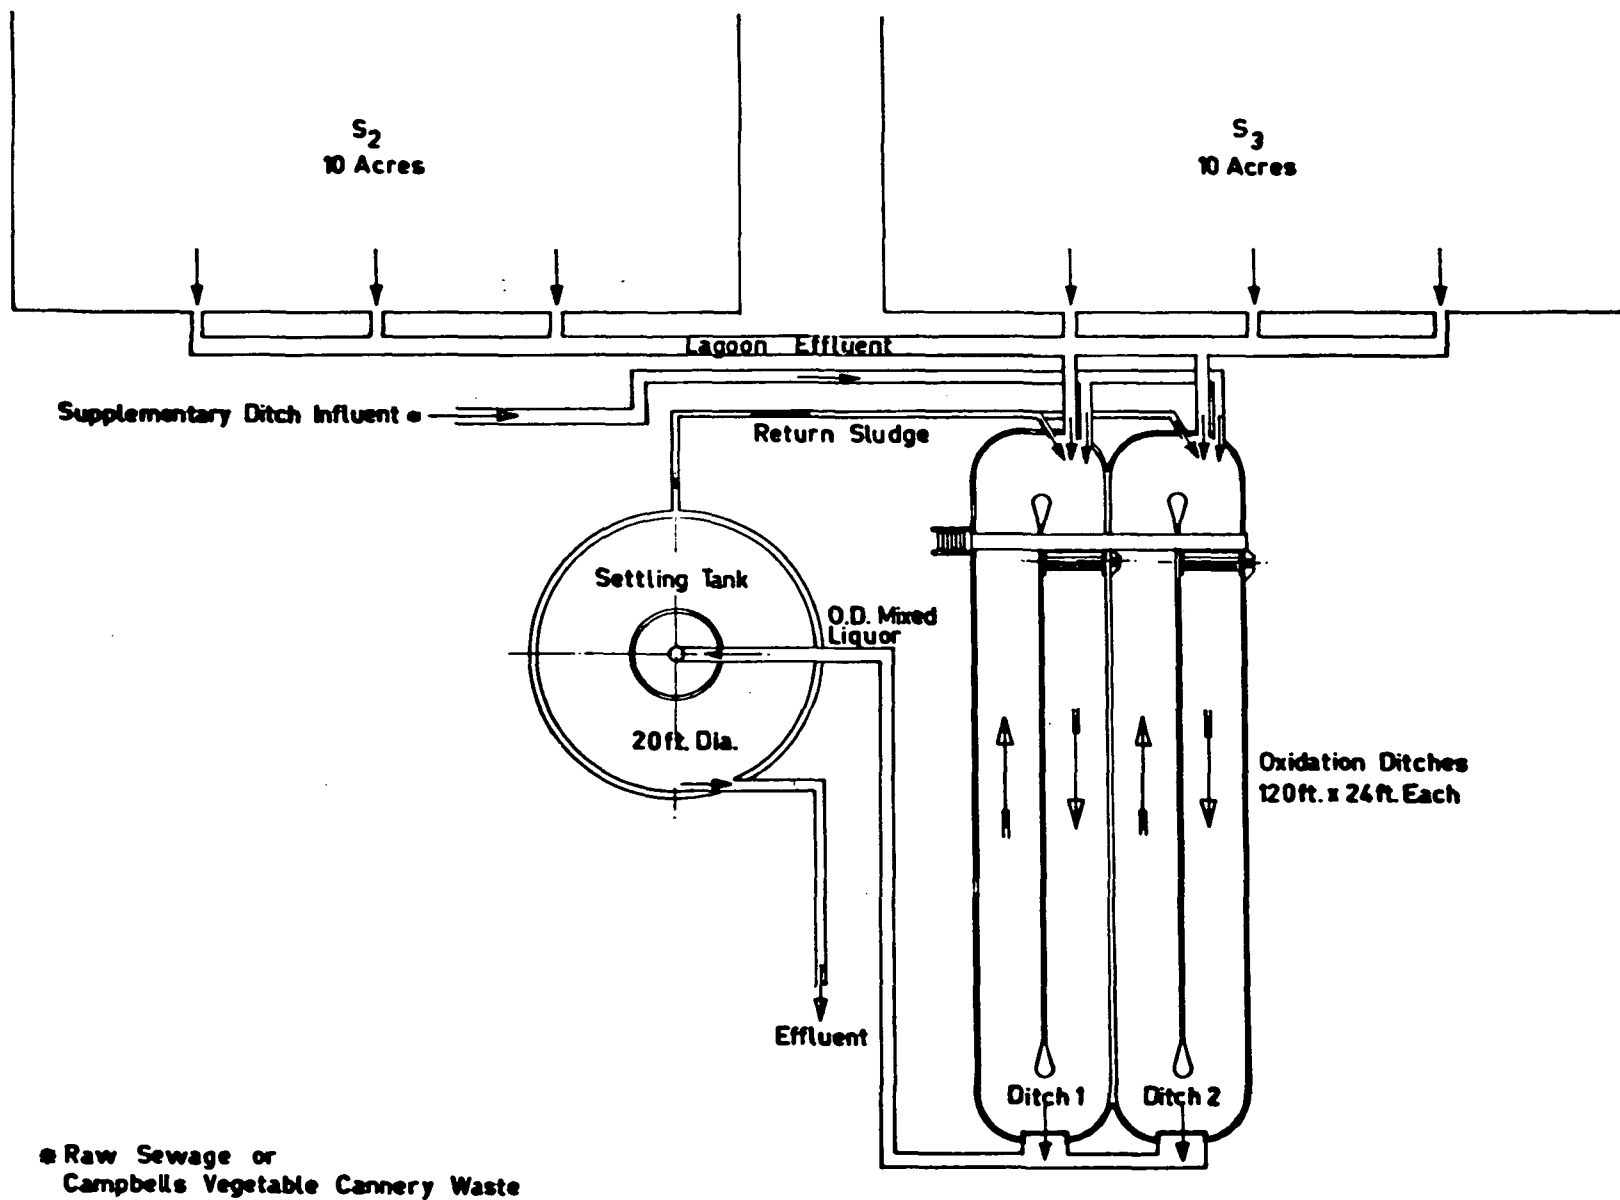 S2
10 Acres
S3
10 Acres
Lagoon Effluent
Supplementary Ditch Influent *
Return Sludge
Settling Tank
O.D. Mixed
Liquor
20ft. Dia.
Oxidation Ditches
120ft. x 24ft. Each
Effluent
Ditch 1
Ditch 2
* Raw Sewage or
Campbells Vegetable Cannery Waste